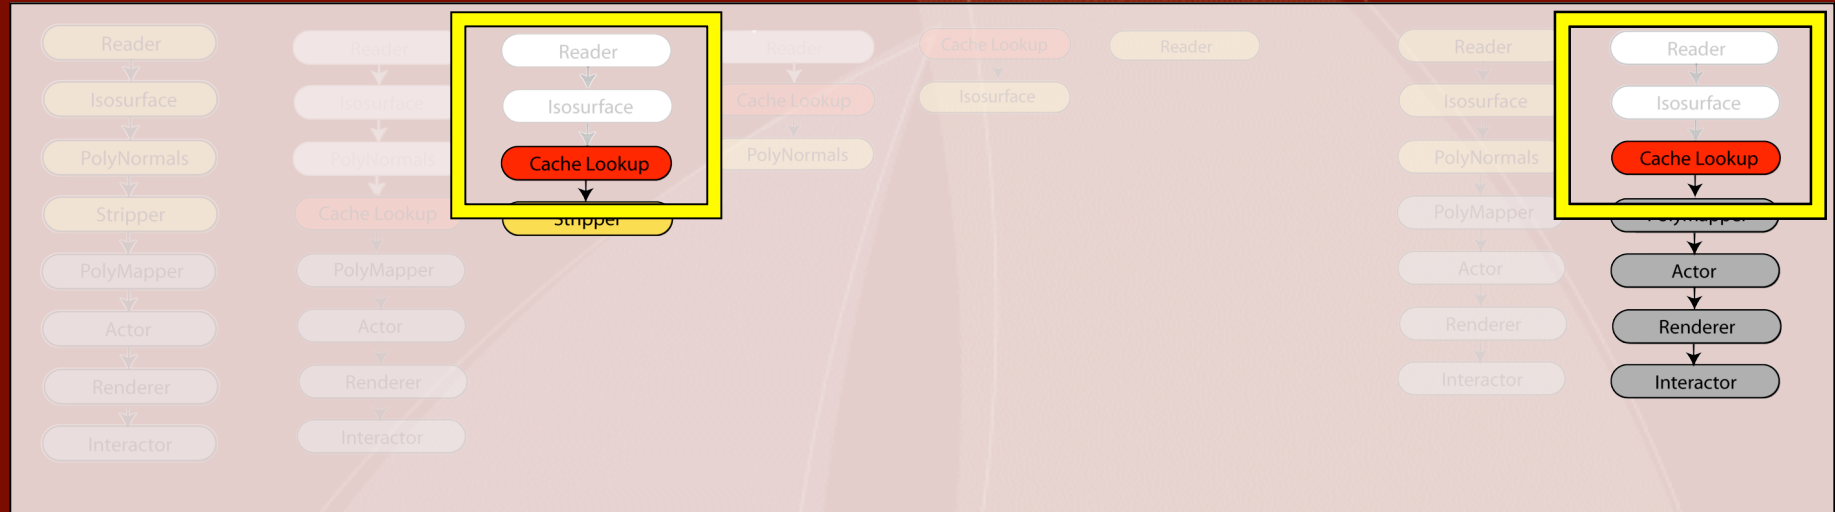 Reader
Isosurface
PolyNormals
Stripper
PolyMapper
Actor
Renderer
Interactor
Reader
Isosurface
PolyNormals
Cache Lookup
PolyMapper
Actor
Renderer
Interactor
Reader
Isosurface
Cache Lookup
Stripper
Reader
Cache Lookup
PolyNormals
Cache Lookup
Isosurface
Reader
Reader
Isosurface
PolyNormals
PolyMapper
Actor
Renderer
Interactor
Reader
Isosurface
Cache Lookup
Polymapper
Actor
Renderer
Interactor